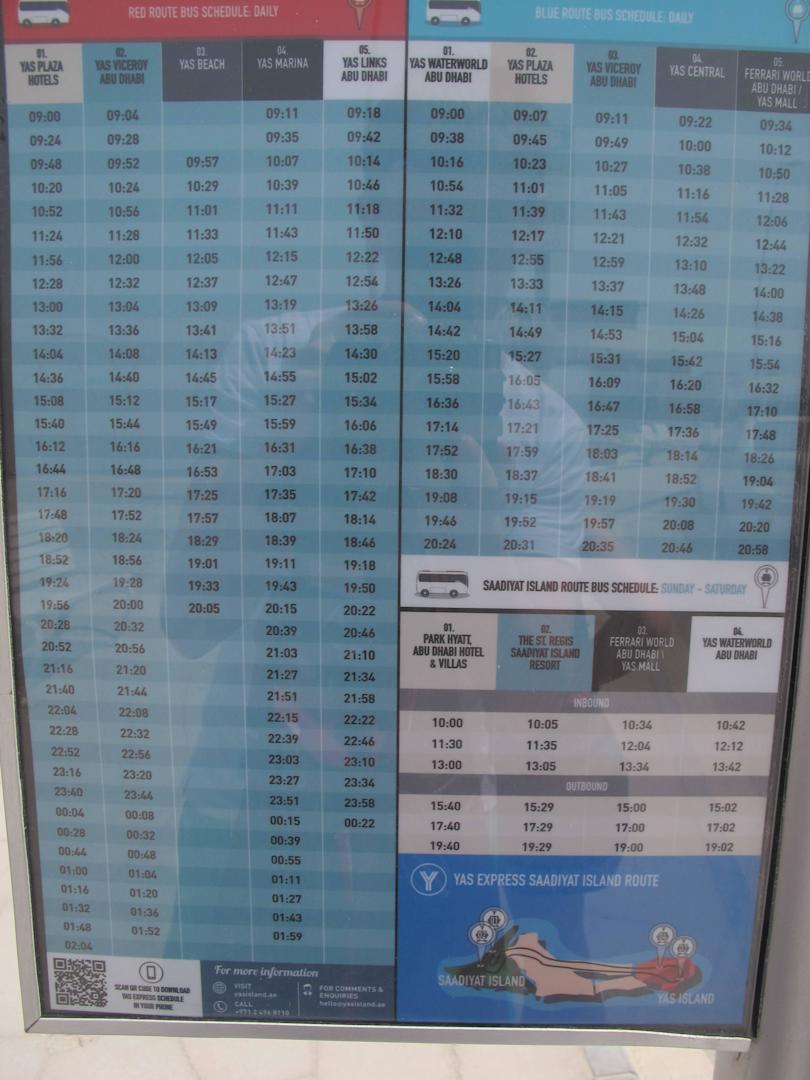 RED ROUTE BUS SCHEDULE: DAILY
01. 02. 03. 04. 05.
YAS PLAZA HOTELS YAS VICEROY ABU DHABI YAS BEACH YAS MARINA YAS LINKS ABU DHABI
09:00 09:04 09:11 09:18
09:24 09:28 09:35 09:42
09:48 09:52 09:57 10:07 10:14
10:20 10:24 10:29 10:39 10:46
10:52 10:56 11:01 11:11 11:18
11:24 11:28 11:33 11:43 11:50
11:56 12:00 12:05 12:15 12:22
12:28 12:32 12:37 12:47 12:54
13:00 13:04 13:09 13:19 13:26
13:32 13:36 13:41 13:51 13:58
14:04 14:08 14:13 14:23 14:30
14:36 14:40 14:45 14:55 15:02
15:08 15:12 15:17 15:27 15:34
15:40 15:44 15:49 15:59 16:06
16:12 16:16 16:21 16:31 16:38
16:44 16:48 16:53 17:03 17:10
17:16 17:20 17:25 17:35 17:42
17:48 17:52 17:57 18:07 18:14
18:20 18:24 18:29 18:39 18:46
18:52 18:56 19:01 19:11 19:18
19:24 19:28 19:33 19:43 19:50
19:56 20:00 20:05 20:15 20:22
20:28 20:32 20:39 20:46
20:52 20:56 21:03 21:10
21:16 21:20 21:27 21:34
21:40 21:44 21:51 21:58
22:04 22:08 22:15 22:22
22:28 22:32 22:39 22:46
22:52 22:56 23:03 23:10
23:16 23:20 23:27 23:34
23:40 23:44 23:51 23:58
00:04 00:08 00:15 00:22
00:28 00:32 00:39
00:44 00:48 00:55
01:00 01:04 01:11
01:16 01:20 01:27
01:32 01:36 01:43
01:48 01:52 01:59
02:04
SCAN QR CODE TO DOWNLOAD
YAS EXPRESS SCHEDULE
IN YOUR PHONE
For more information
VISIT
yasisland.ae
CALL
+971 2 496 8110
FOR COMMENTS &
ENQUIRIES
hello@yasisland.ae
BLUE ROUTE BUS SCHEDULE: DAILY
01. 02. 03. 04. 05.
YAS WATERWORLD ABU DHABI YAS PLAZA HOTELS YAS VICEROY ABU DHABI YAS CENTRAL FERRARI WORLD ABU DHABI / YAS MALL
09:00 09:07 09:11 09:22 09:34
09:38 09:45 09:49 10:00 10:12
10:16 10:23 10:27 10:38 10:50
10:54 11:01 11:05 11:16 11:28
11:32 11:39 11:43 11:54 12:06
12:10 12:17 12:21 12:32 12:44
12:48 12:55 12:59 13:10 13:22
13:26 13:33 13:37 13:48 14:00
14:04 14:11 14:15 14:26 14:38
14:42 14:49 14:53 15:04 15:16
15:20 15:27 15:31 15:42 15:54
15:58 16:05 16:09 16:20 16:32
16:36 16:43 16:47 16:58 17:10
17:14 17:21 17:25 17:36 17:48
17:52 17:59 18:03 18:14 18:26
18:30 18:37 18:41 18:52 19:04
19:08 19:15 19:19 19:30 19:42
19:46 19:52 19:57 20:08 20:20
20:24 20:31 20:35 20:46 20:58
SAADIYAT ISLAND ROUTE BUS SCHEDULE: SUNDAY - SATURDAY
01. 02. 03. 04.
PARK HYATT, ABU DHABI HOTEL & VILLAS THE ST. REGIS SAADIYAT ISLAND RESORT FERRARI WORLD ABU DHABI \ YAS MALL YAS WATERWORLD ABU DHABI
INBOUND
10:00 10:05 10:34 10:42
11:30 11:35 12:04 12:12
13:00 13:05 13:34 13:42
OUTBOUND
15:40 15:29 15:00 15:02
17:40 17:29 17:00 17:02
19:40 19:29 19:00 19:02
Y YAS EXPRESS SAADIYAT ISLAND ROUTE
SAADIYAT ISLAND
YAS ISLAND